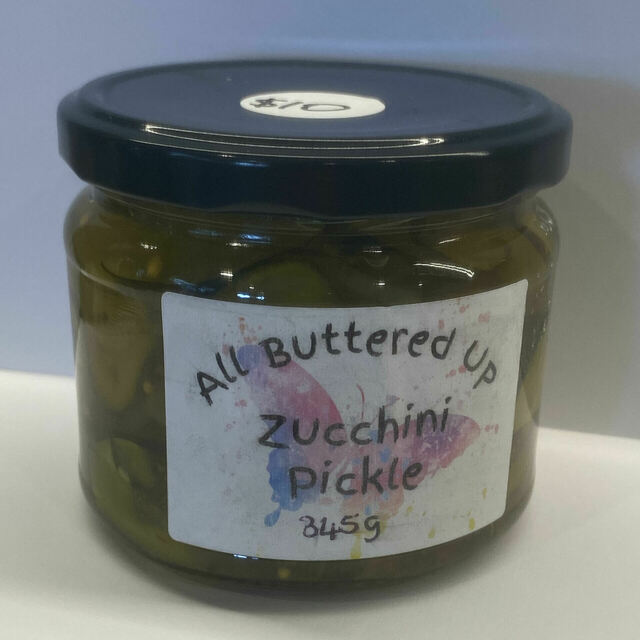 $10
All Buttered Up
Zucchini
Pickle
345g